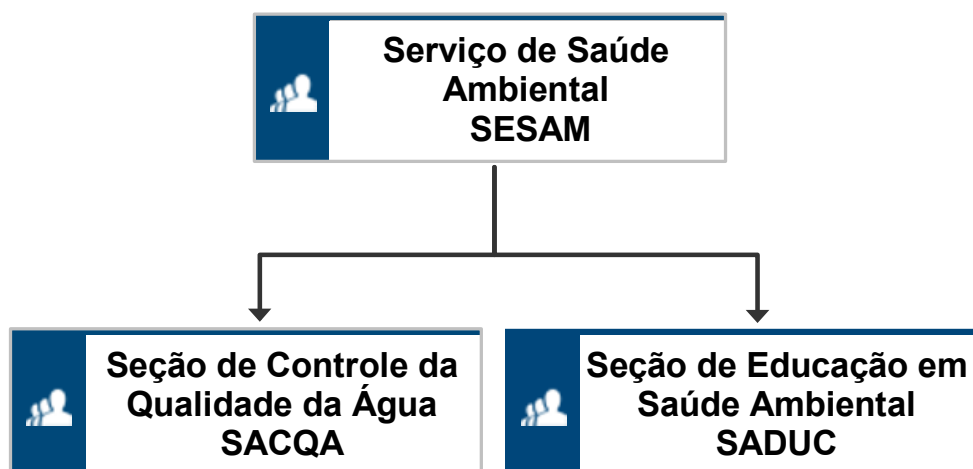 Serviço de Saúde
Ambiental
SESAM
Seção de Controle da
Qualidade da Água
SACQA
Seção de Educação em
Saúde Ambiental
SADUC